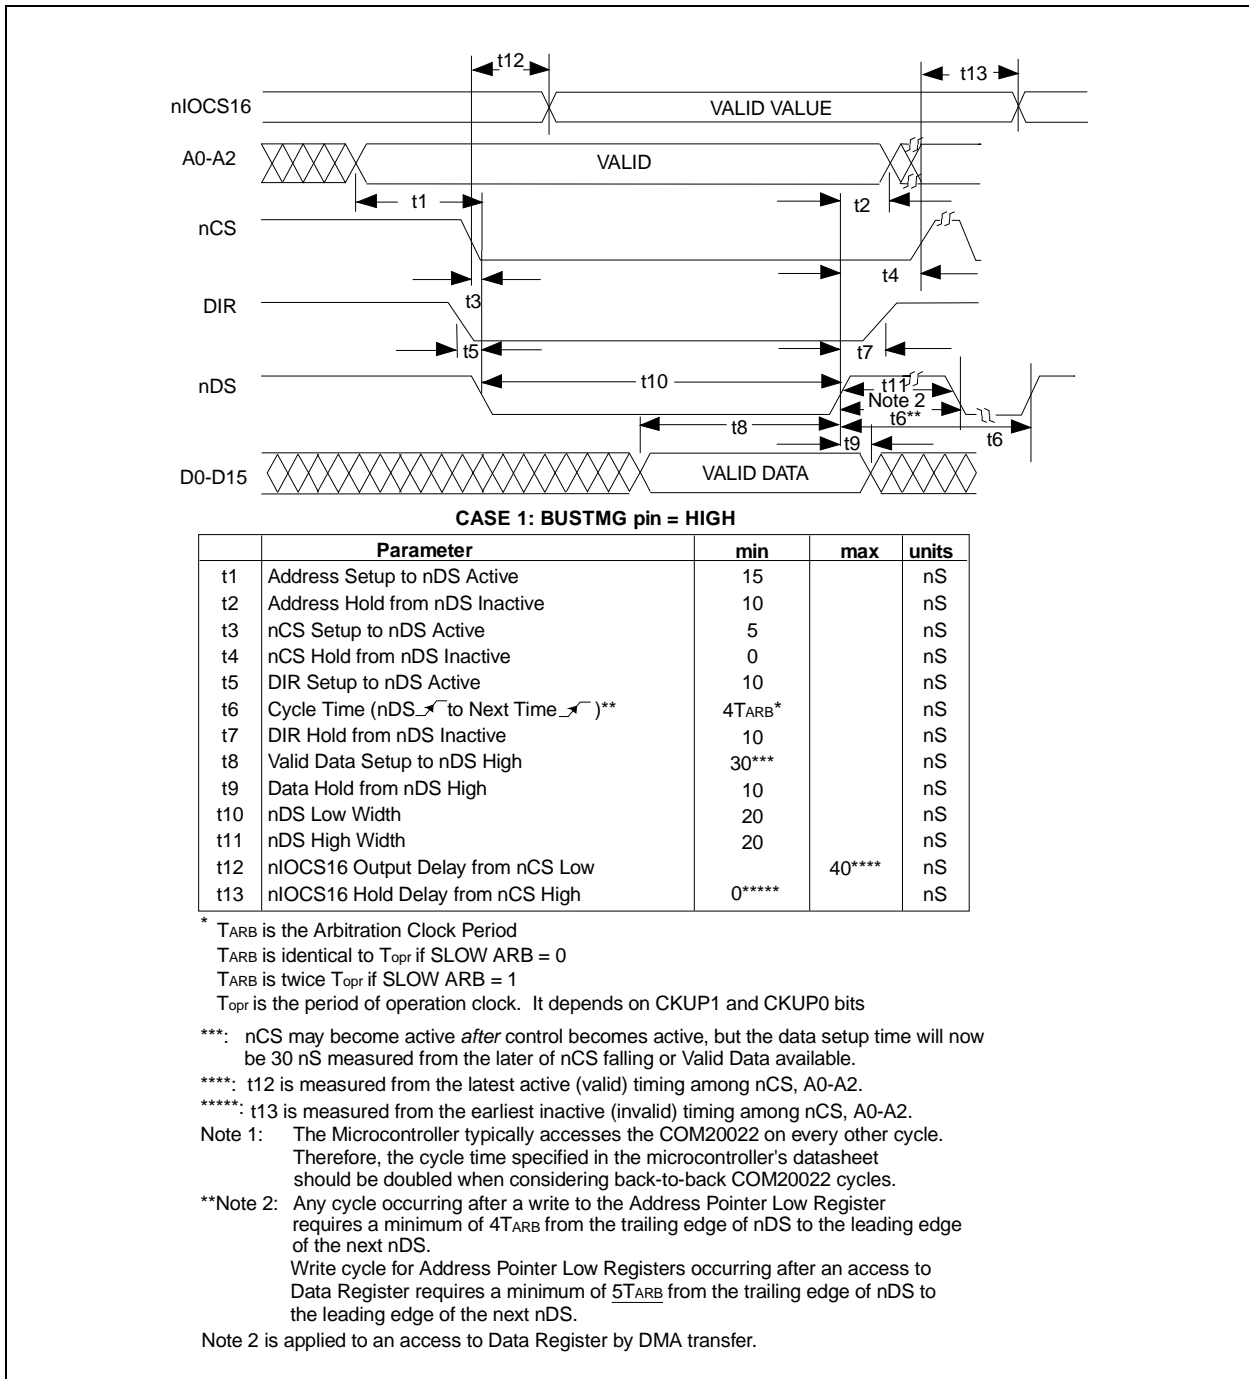 t12
t13
nIOCS16
VALID VALUE
A0-A2
VALID
t1
t2
nCS
t4
t3
DIR
t5
t7
nDS
t10
t11
Note 2
t6**
t8
t6
t9
D0-D15
VALID DATA
CASE 1: BUSTMG pin = HIGH
Parameter min max units
t1 Address Setup to nDS Active 15 nS
t2 Address Hold from nDS Inactive 10 nS
t3 nCS Setup to nDS Active 5 nS
t4 nCS Hold from nDS Inactive 0 nS
t5 DIR Setup to nDS Active 10 nS
t6 Cycle Time (nDS to Next Time )** 4TARB* nS
t7 DIR Hold from nDS Inactive 10 nS
t8 Valid Data Setup to nDS High 30*** nS
t9 Data Hold from nDS High 10 nS
t10 nDS Low Width 20 nS
t11 nDS High Width 20 nS
t12 nIOCS16 Output Delay from nCS Low 40**** nS
t13 nIOCS16 Hold Delay from nCS High 0***** nS
* TARB is the Arbitration Clock Period
TARB is identical to Topr if SLOW ARB = 0
TARB is twice Topr if SLOW ARB = 1
Topr is the period of operation clock. It depends on CKUP1 and CKUP0 bits
***: nCS may become active after control becomes active, but the data setup time will now
be 30 nS measured from the later of nCS falling or Valid Data available.
****: t12 is measured from the latest active (valid) timing among nCS, A0-A2.
*****: t13 is measured from the earliest inactive (invalid) timing among nCS, A0-A2.
Note 1: The Microcontroller typically accesses the COM20022 on every other cycle.
Therefore, the cycle time specified in the microcontroller's datasheet
should be doubled when considering back-to-back COM20022 cycles.
**Note 2: Any cycle occurring after a write to the Address Pointer Low Register
requires a minimum of 4TARB from the trailing edge of nDS to the leading edge
of the next nDS.
Write cycle for Address Pointer Low Registers occurring after an access to
Data Register requires a minimum of 5TARB from the trailing edge of nDS to
the leading edge of the next nDS.
Note 2 is applied to an access to Data Register by DMA transfer.